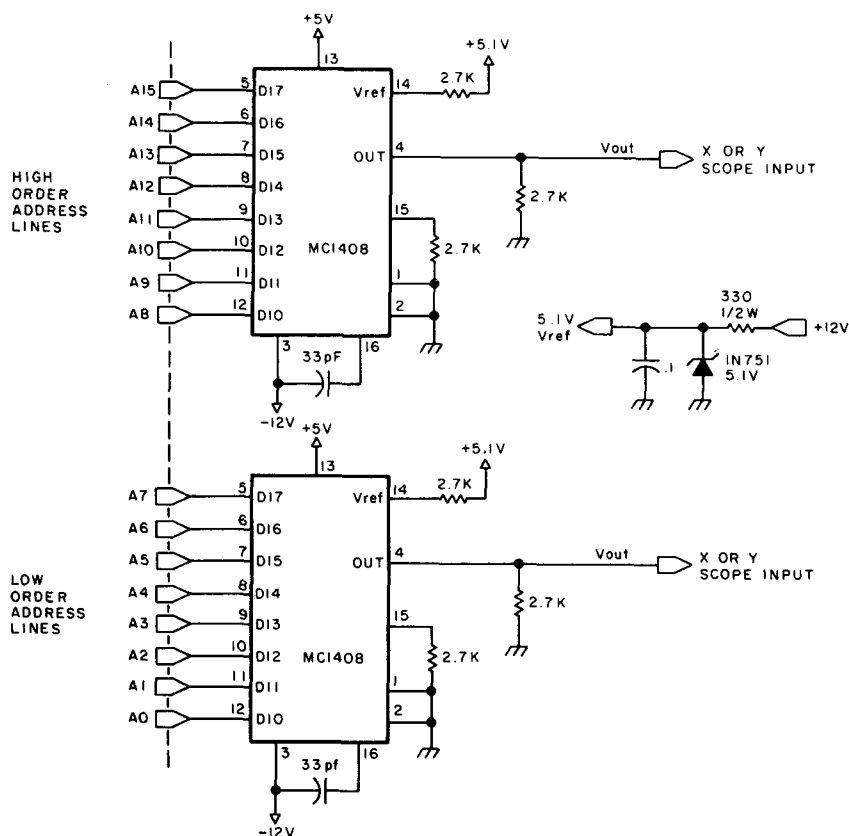 +5V
13
+5.1V
2.7K
14
Vref
A15
5
D17
A14
6
D16
A13
7
D15
OUT
4
Vout
X OR Y
SCOPE INPUT
2.7K
HIGH
ORDER
ADDRESS
LINES
A12
8
D14
A11
9
D13
15
A10
10
D12
MC1408
2.7K
A9
11
D11
1
A8
12
D10
2
3
33pF
16
-12V
5.1V
Vref
330
1/2W
+12V
.1
1N751
5.1V
+5V
13
+5.1V
2.7K
14
Vref
A7
5
D17
A6
6
D16
A5
7
D15
OUT
4
Vout
X OR Y
SCOPE INPUT
2.7K
LOW
ORDER
ADDRESS
LINES
A4
8
D14
A3
9
D13
15
A2
10
D12
MC1408
2.7K
A1
11
D11
1
A0
12
D10
2
3
33pf
16
-12V